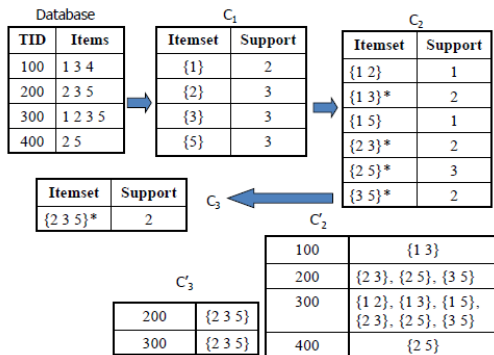 Database
TID Items
100 1 3 4
200 2 3 5
300 1 2 3 5
400 2 5
C1
Itemset Support
{1} 2
{2} 3
{3} 3
{5} 3
C2
Itemset Support
{1 2} 1
{1 3}* 2
{1 5} 1
{2 3}* 2
{2 5}* 3
{3 5}* 2
Itemset Support
{2 3 5}* 2
C3
C'2
100 {1 3}
200 {2 3}, {2 5}, {3 5}
300 {1 2}, {1 3}, {1 5},
{2 3}, {2 5}, {3 5}
400 {2 5}
C'3
200 {2 3 5}
300 {2 3 5}